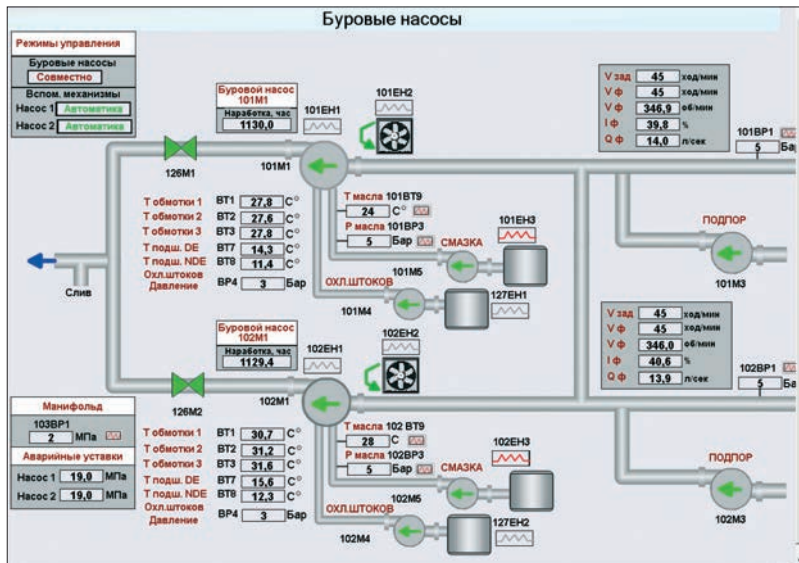 Буровые насосы
Режимы управления
Буровые насосы
Совместно
Вспом. механизмы
Насос 1 Автоматика
Насос 2 Автоматика
Буровой насос
101М1
Наработка, час
1130,0
101ЕН1
101ЕН2
V зад 45 ход/мин
V ф 45 ход/мин
V ф 346,9 об/мин
I ф 39,8 %
Q ф 14,0 л/сек
101ВР1
5 Бар
126М1
101М1
Т обмотки 1 ВТ1 27,8 С°
Т обмотки 2 ВТ2 27,6 С°
Т обмотки 3 ВТ3 27,8 С°
Т подш. DE ВТ7 14,3 С°
Т подш. NDE ВТ8 11,4 С°
Охл.штоков
Давление ВР4 3 Бар
Т масла 101ВТ9
24 С°
Р масла 101ВР3
5 Бар
СМАЗКА
101ЕН3
101М5
ОХЛ.ШТОКОВ
101М4
127ЕН1
ПОДПОР
101М3
Слив
Буровой насос
102М1
Наработка, час
1129,4
102ЕН1
102ЕН2
V зад 45 ход/мин
V ф 45 ход/мин
V ф 346,0 об/мин
I ф 40,6 %
Q ф 13,9 л/сек
102ВР1
5 Бар
126М2
102М1
Манифольд
103ВР1
2 МПа
Аварийные уставки
Насос 1 19,0 МПа
Насос 2 19,0 МПа
Т обмотки 1 ВТ1 30,7 С°
Т обмотки 2 ВТ2 31,2 С°
Т обмотки 3 ВТ3 31,6 С°
Т подш. DE ВТ7 15,6 С°
Т подш. NDE ВТ8 12,3 С°
Охл.штоков
Давление ВР4 3 Бар
Т масла 102 ВТ9
28 С
Р масла 102ВР3
5 Бар
СМАЗКА
102ЕН3
102М5
ОХЛ.ШТОКОВ
102М4
127ЕН2
ПОДПОР
102М3